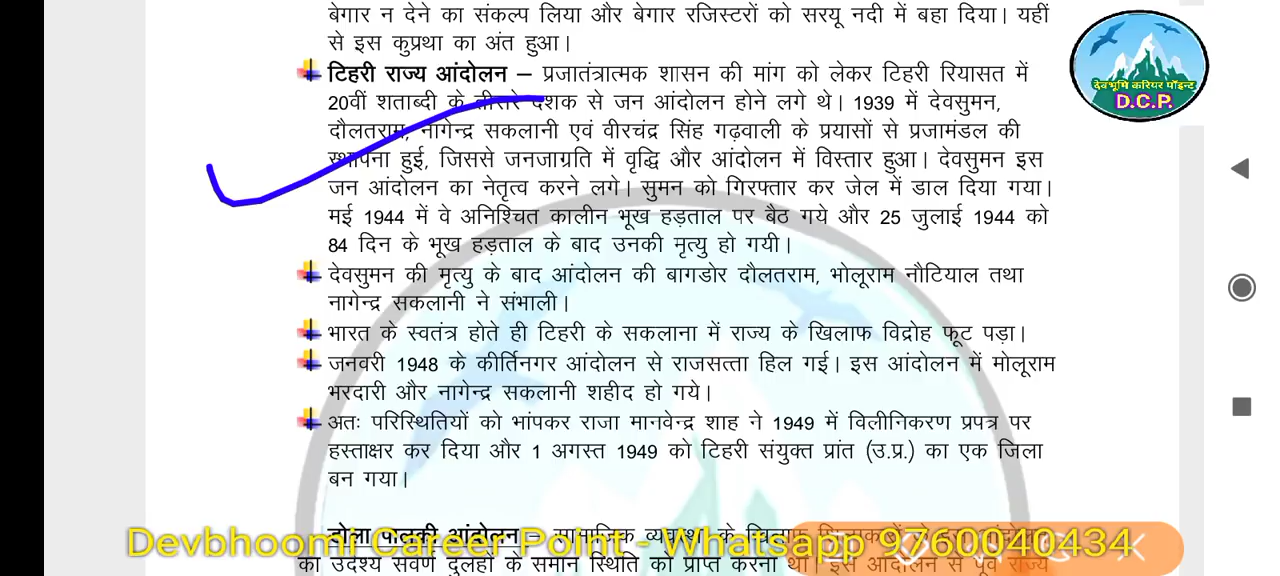 बेगार न देने का संकल्प लिया और बेगार रजिस्टरों को सरयू नदी में बहा दिया। यहीं
से इस कुप्रथा का अंत हुआ।
टिहरी राज्य आंदोलन – प्रजातंत्रात्मक शासन की मांग को लेकर टिहरी रियासत में
20वीं शताब्दी के तीसरे दशक से जन आंदोलन होने लगे थे। 1939 में देवसुमन,
दौलतराम, नागेन्द्र सकलानी एवं वीरचंद्र सिंह गढ़वाली के प्रयासों से प्रजामंडल की
स्थापना हुई, जिससे जनजाग्रति में वृद्धि और आंदोलन में विस्तार हुआ। देवसुमन इस
जन आंदोलन का नेतृत्व करने लगे। सुमन को गिरफ्तार कर जेल में डाल दिया गया।
मई 1944 में वे अनिश्चित कालीन भूख हड़ताल पर बैठ गये और 25 जुलाई 1944 को
84 दिन के भूख हड़ताल के बाद उनकी मृत्यु हो गयी।
देवसुमन की मृत्यु के बाद आंदोलन की बागडोर दौलतराम, भोलूराम नौटियाल तथा
नागेन्द्र सकलानी ने संभाली।
भारत के स्वतंत्र होते ही टिहरी के सकलाना में राज्य के खिलाफ विद्रोह फूट पड़ा।
जनवरी 1948 के कीर्तिनगर आंदोलन से राजसत्ता हिल गई। इस आंदोलन में मोलूराम
भरदारी और नागेन्द्र सकलानी शहीद हो गये।
अतः परिस्थितियों को भांपकर राजा मानवेन्द्र शाह ने 1949 में विलीनिकरण प्रपत्र पर
हस्ताक्षर कर दिया और 1 अगस्त 1949 को टिहरी संयुक्त प्रांत (उ.प्र.) का एक जिला
बन गया।
डोला पालकी आंदोलन – सामाजिक व्यवस्था के खिलाफ
का उदेश्य सवर्ण दुलहों के समान स्थिति को प्राप्त करना था। इस आंदोलन से पूर्व राज्य
देवभूमि करियर पॉइन्ट
D.C.P.
Devbhoomi Career Point - Whatsapp 9760040434